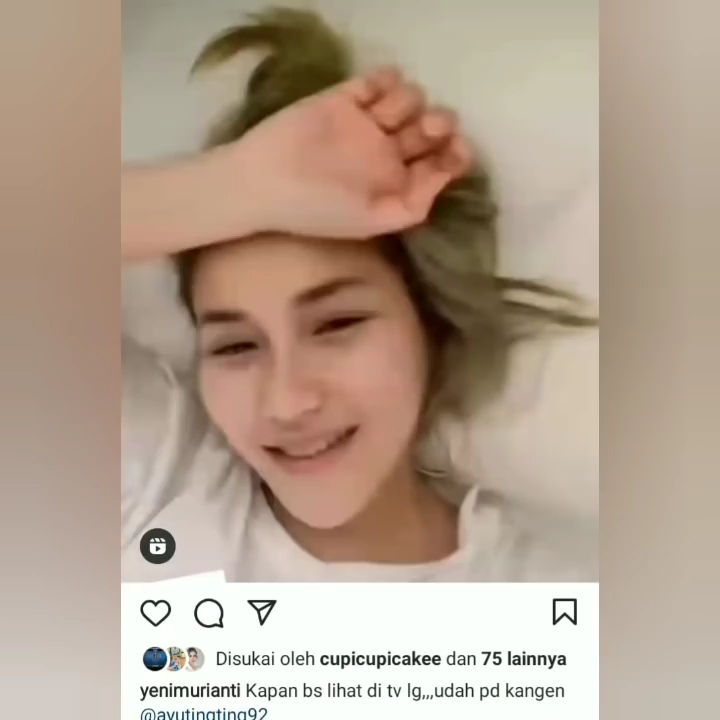 Disukai oleh cupicupicakee dan 75 lainnya
yenimurianti Kapan bs lihat di tv lg,,,udah pd kangen
@ayutingting92